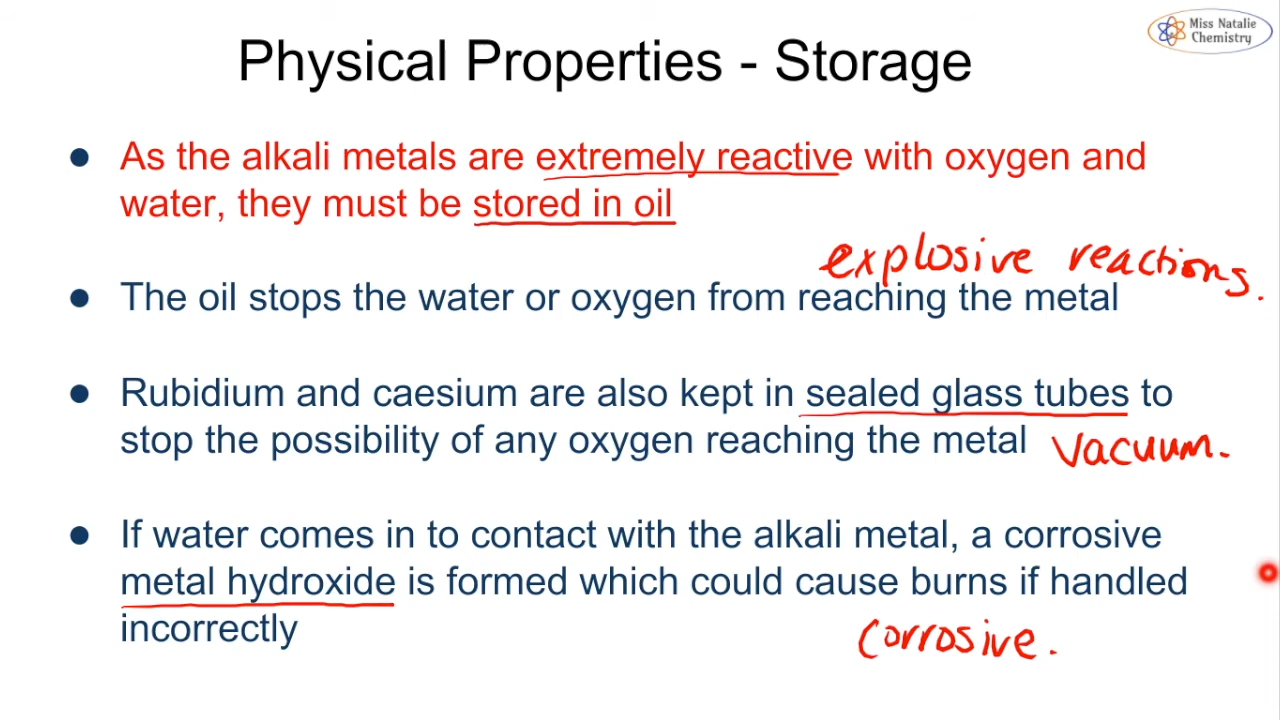 Miss Natalie
Chemistry
Physical Properties - Storage
● As the alkali metals are extremely reactive with oxygen and
water, they must be stored in oil
explosive reactions.
● The oil stops the water or oxygen from reaching the metal
● Rubidium and caesium are also kept in sealed glass tubes to
stop the possibility of any oxygen reaching the metal
vacuum.
● If water comes in to contact with the alkali metal, a corrosive
metal hydroxide is formed which could cause burns if handled
incorrectly
corrosive.